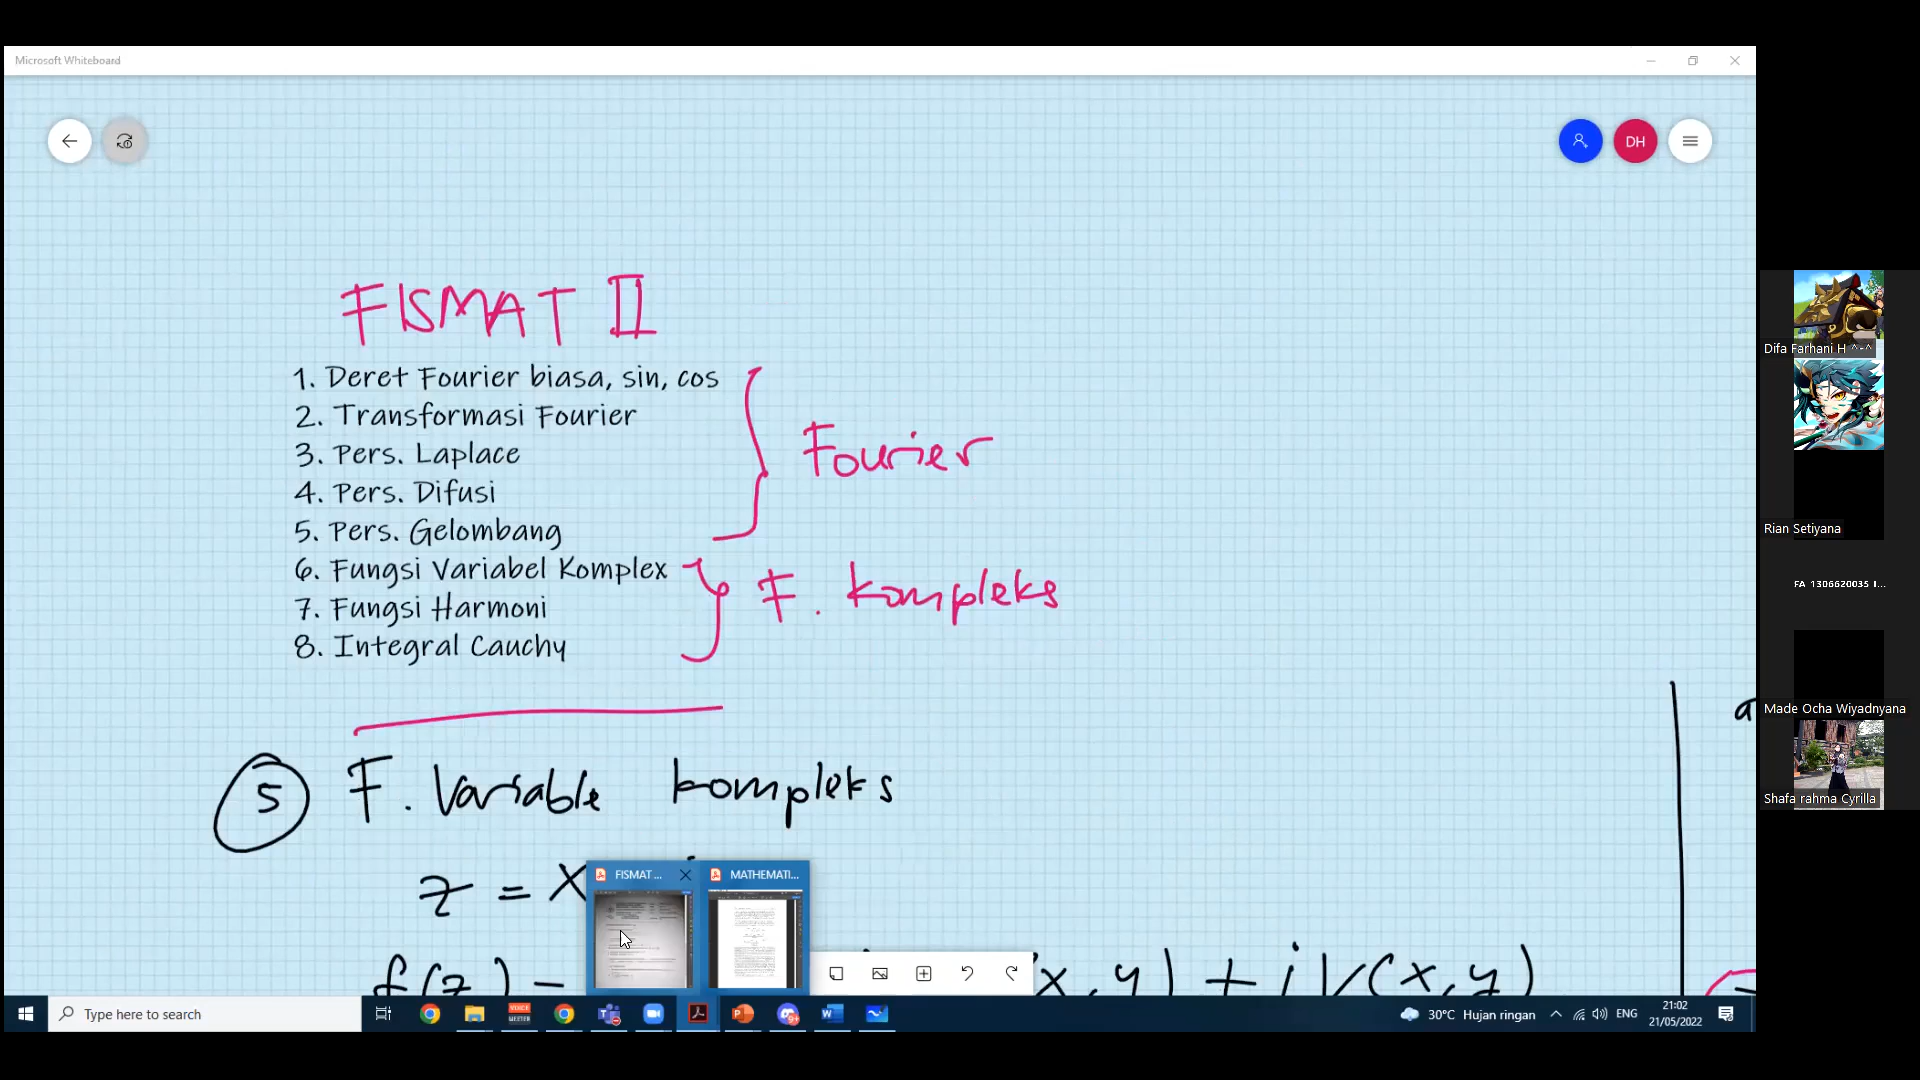 Microsoft Whiteboard
DH
FISMAT II
1. Deret Fourier biasa, sin, cos
2. Transformasi Fourier
3. Pers. Laplace
4. Pers. Difusi
5. Pers. Gelombang
Fourier
6. Fungsi Variabel Komplex
7. Fungsi Harmoni
8. Integral Cauchy
F. Kompleks
5 F. Variable kompleks
z = x
f(z) =
x,y) + i V(x,y)
FISMAT ...
MATHEMATI...
Difa Farhani H ^-^
Rian Setiyana
FA 1306620035 I...
Made Ocha Wiyadnyana
Shafa rahma Cyrilla
Type here to search
VOICE
MEETER
30°C Hujan ringan
ENG
21:02
21/05/2022